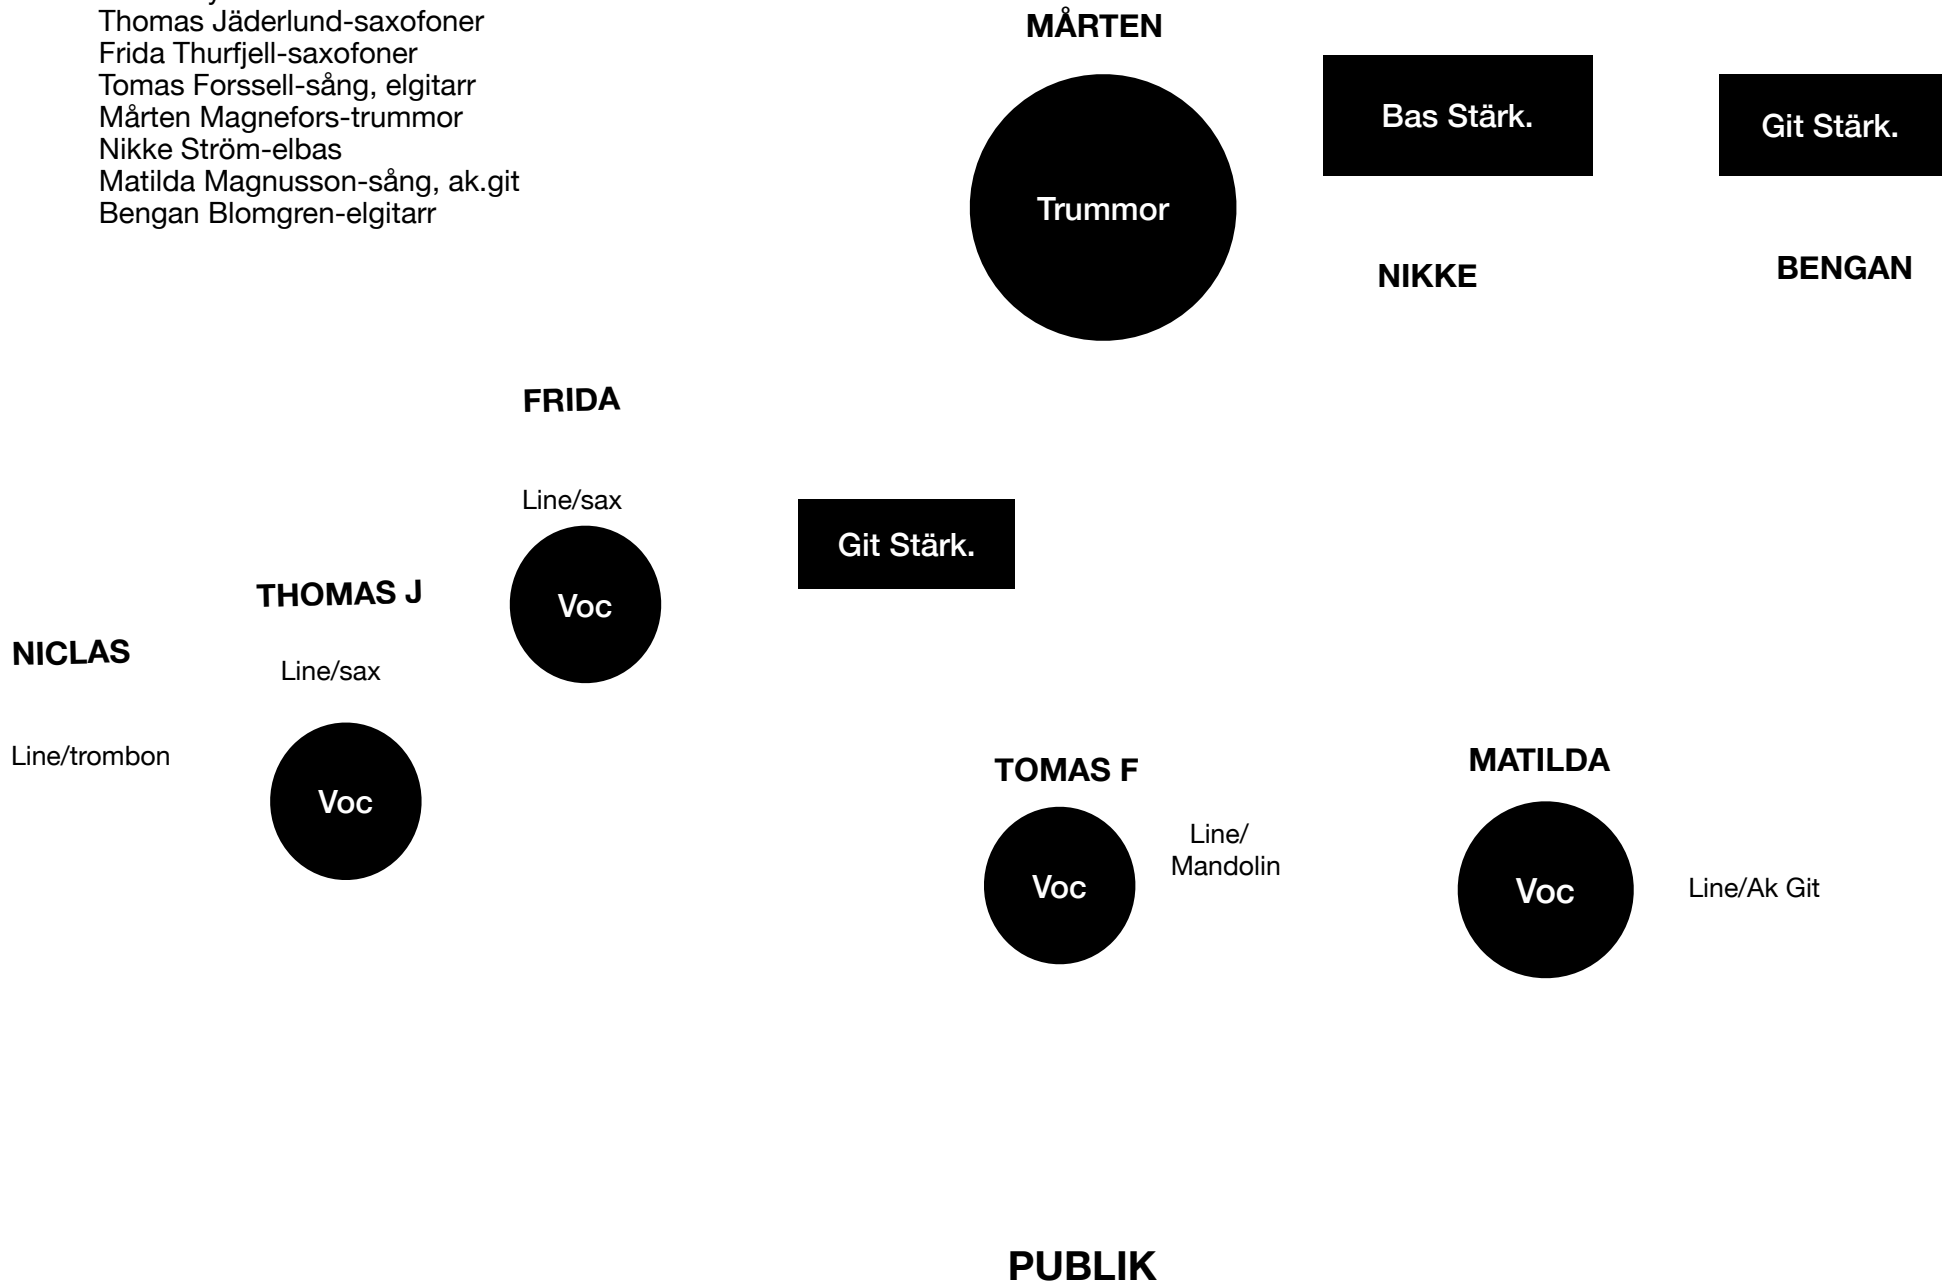 Thomas Jäderlund-saxofoner
Frida Thurfjell-saxofoner
Tomas Forssell-sång, elgitarr
Mårten Magnefors-trummor
Nikke Ström-elbas
Matilda Magnusson-sång, ak.git
Bengan Blomgren-elgitarr
MÅRTEN
Bas Stärk.
Git Stärk.
Trummor
NIKKE
BENGAN
FRIDA
Line/sax
Voc
Git Stärk.
THOMAS J
Line/sax
Voc
NICLAS
Line/trombon
TOMAS F
Voc
Line/
Mandolin
MATILDA
Voc
Line/Ak Git
PUBLIK